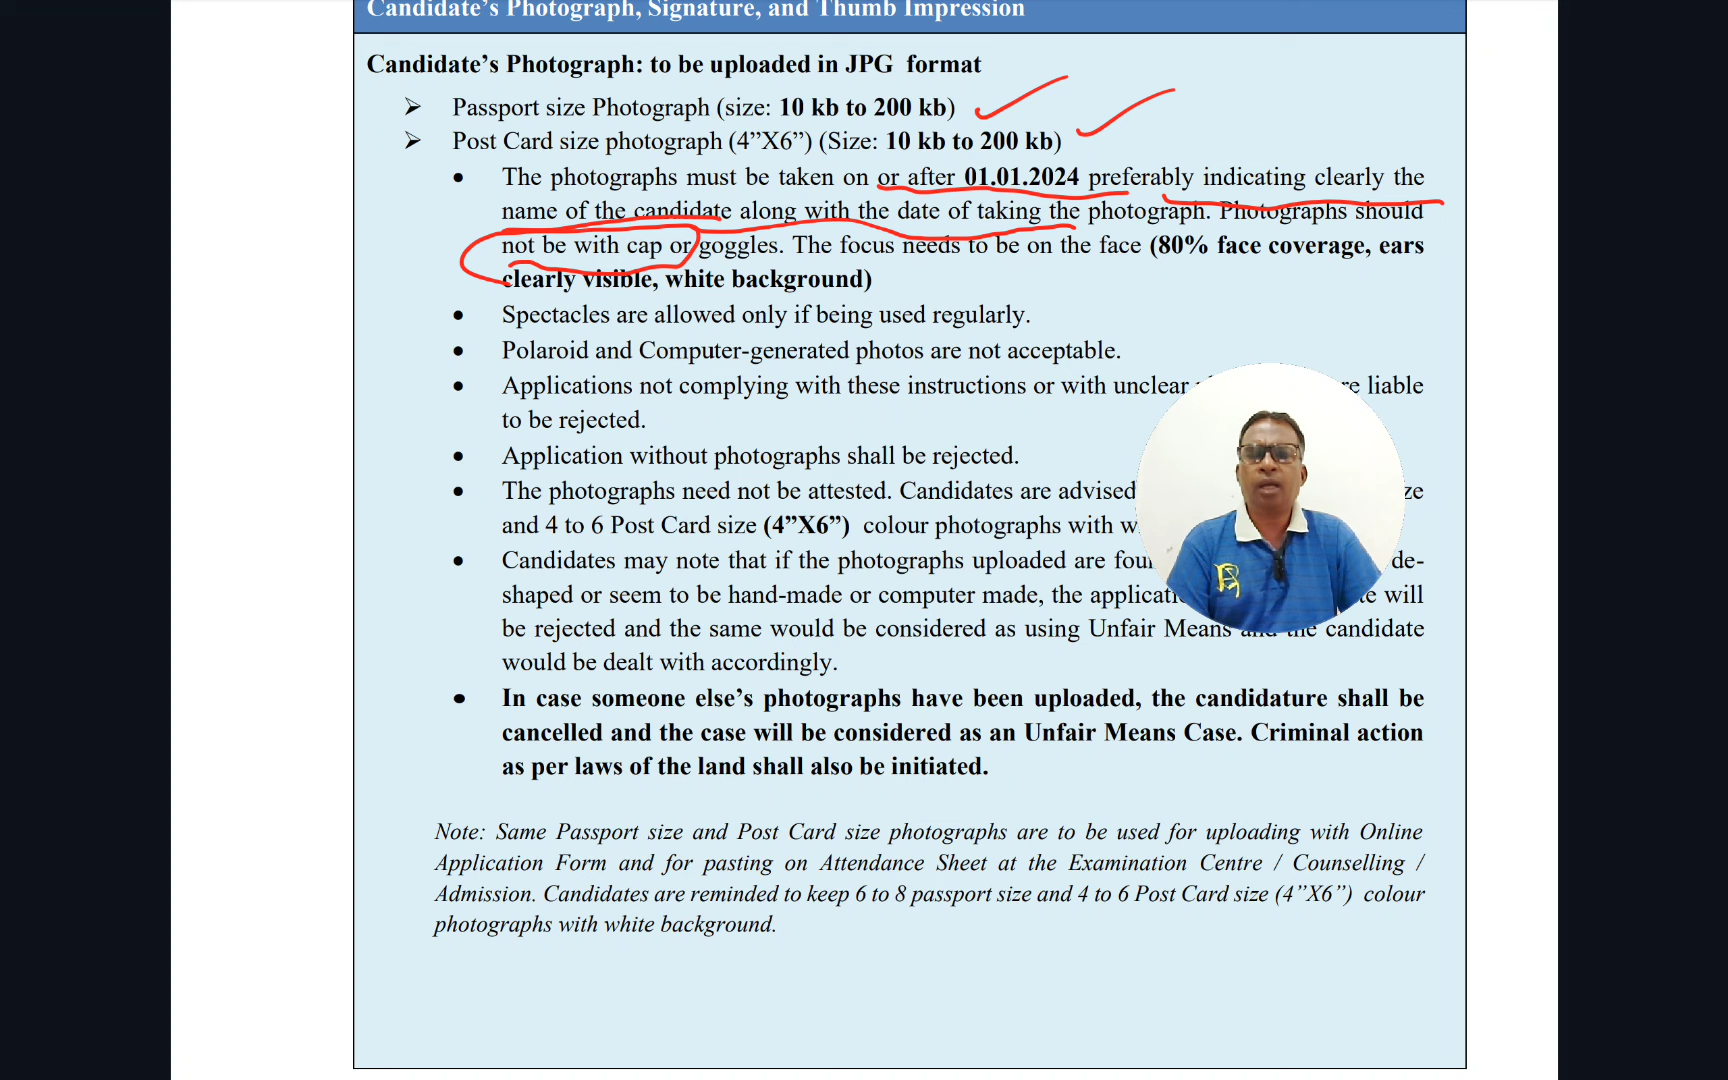 Candidate’s Photograph, Signature, and Thumb Impression
Candidate’s Photograph: to be uploaded in JPG format
➢ Passport size Photograph (size: 10 kb to 200 kb)
➢ Post Card size photograph (4”X6”) (Size: 10 kb to 200 kb)
• The photographs must be taken on or after 01.01.2024 preferably indicating clearly the
name of the candidate along with the date of taking the photograph. Photographs should
not be with cap or goggles. The focus needs to be on the face (80% face coverage, ears
clearly visible, white background)
• Spectacles are allowed only if being used regularly.
• Polaroid and Computer-generated photos are not acceptable.
• Applications not complying with these instructions or with unclear liable
to be rejected.
• Application without photographs shall be rejected.
• The photographs need not be attested. Candidates are advised
and 4 to 6 Post Card size (4”X6”) colour photographs with
• Candidates may note that if the photographs uploaded are de-
shaped or seem to be hand-made or computer made, the will
be rejected and the same would be considered as using Unfair Means and the candidate
would be dealt with accordingly.
• In case someone else’s photographs have been uploaded, the candidature shall be
cancelled and the case will be considered as an Unfair Means Case. Criminal action
as per laws of the land shall also be initiated.
Note: Same Passport size and Post Card size photographs are to be used for uploading with Online
Application Form and for pasting on Attendance Sheet at the Examination Centre / Counselling /
Admission. Candidates are reminded to keep 6 to 8 passport size and 4 to 6 Post Card size (4”X6”) colour
photographs with white background.